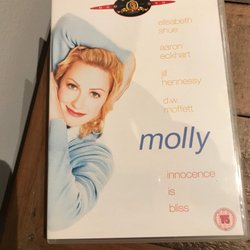 elisabeth
shue
aaron
eckhart
jill
hennessy
d.w.
moffett
molly
innocence
is
bliss
15